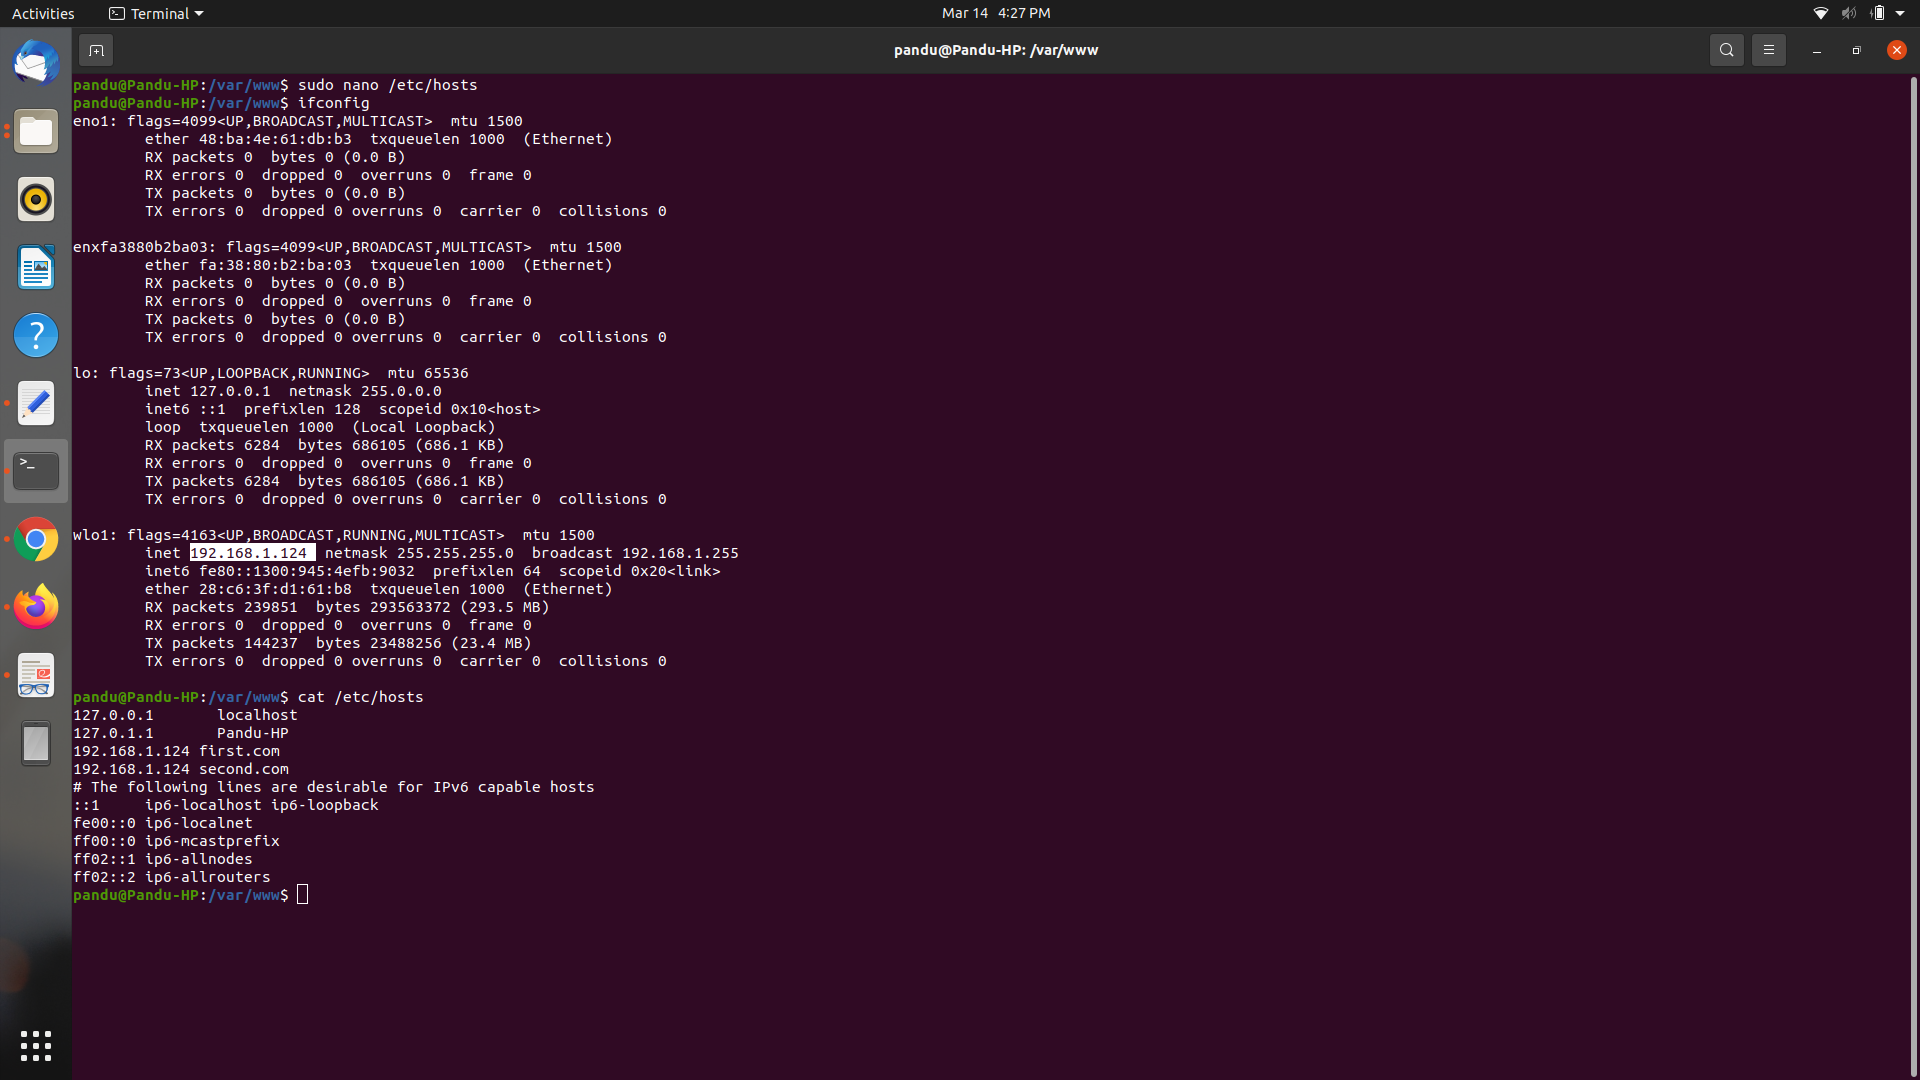 Activities
Terminal
Mar 14 4:27 PM
pandu@Pandu-HP: /var/www
pandu@Pandu-HP:/var/www$ sudo nano /etc/hosts
pandu@Pandu-HP:/var/www$ ifconfig
eno1: flags=4099<UP,BROADCAST,MULTICAST>  mtu 1500
        ether 48:ba:4e:61:db:b3  txqueuelen 1000  (Ethernet)
        RX packets 0  bytes 0 (0.0 B)
        RX errors 0  dropped 0  overruns 0  frame 0
        TX packets 0  bytes 0 (0.0 B)
        TX errors 0  dropped 0 overruns 0  carrier 0  collisions 0

enxfa3880b2ba03: flags=4099<UP,BROADCAST,MULTICAST>  mtu 1500
        ether fa:38:80:b2:ba:03  txqueuelen 1000  (Ethernet)
        RX packets 0  bytes 0 (0.0 B)
        RX errors 0  dropped 0  overruns 0  frame 0
        TX packets 0  bytes 0 (0.0 B)
        TX errors 0  dropped 0 overruns 0  carrier 0  collisions 0

lo: flags=73<UP,LOOPBACK,RUNNING>  mtu 65536
        inet 127.0.0.1  netmask 255.0.0.0
        inet6 ::1  prefixlen 128  scopeid 0x10<host>
        loop  txqueuelen 1000  (Local Loopback)
        RX packets 6284  bytes 686105 (686.1 KB)
        RX errors 0  dropped 0  overruns 0  frame 0
        TX packets 6284  bytes 686105 (686.1 KB)
        TX errors 0  dropped 0 overruns 0  carrier 0  collisions 0

wlo1: flags=4163<UP,BROADCAST,RUNNING,MULTICAST>  mtu 1500
        inet 192.168.1.124  netmask 255.255.255.0  broadcast 192.168.1.255
        inet6 fe80::1300:945:4efb:9032  prefixlen 64  scopeid 0x20<link>
        ether 28:c6:3f:d1:61:b8  txqueuelen 1000  (Ethernet)
        RX packets 239851  bytes 293563372 (293.5 MB)
        RX errors 0  dropped 0  overruns 0  frame 0
        TX packets 144237  bytes 23488256 (23.4 MB)
        TX errors 0  dropped 0 overruns 0  carrier 0  collisions 0

pandu@Pandu-HP:/var/www$ cat /etc/hosts
127.0.0.1       localhost
127.0.1.1       Pandu-HP
192.168.1.124 first.com
192.168.1.124 second.com
# The following lines are desirable for IPv6 capable hosts
::1     ip6-localhost ip6-loopback
fe00::0 ip6-localnet
ff00::0 ip6-mcastprefix
ff02::1 ip6-allnodes
ff02::2 ip6-allrouters
pandu@Pandu-HP:/var/www$